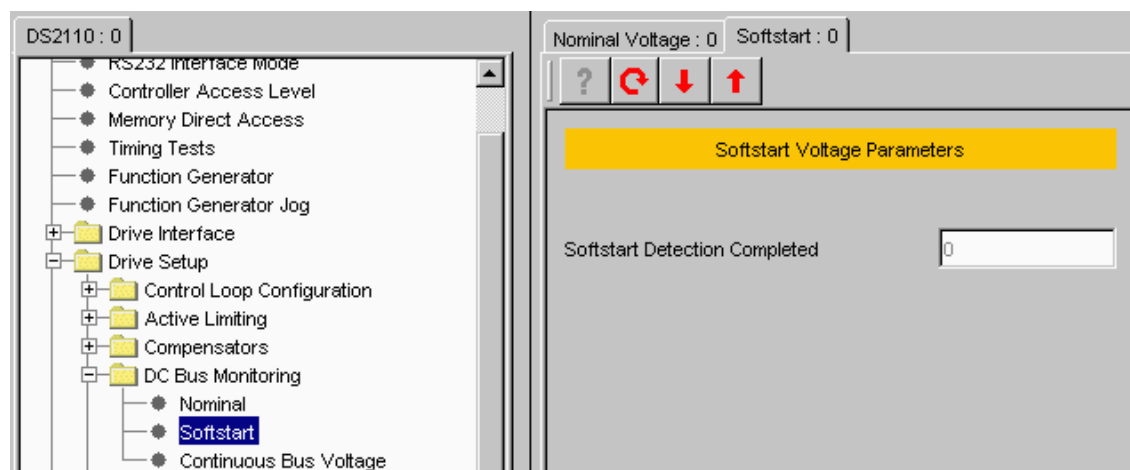 DS2110 : 0
RS232 Interface Mode
Controller Access Level
Memory Direct Access
Timing Tests
Function Generator
Function Generator Jog
Drive Interface
Drive Setup
Control Loop Configuration
Active Limiting
Compensators
DC Bus Monitoring
Nominal
Softstart
Continuous Bus Voltage
Nominal Voltage : 0
Softstart : 0
?
Softstart Voltage Parameters
Softstart Detection Completed
0